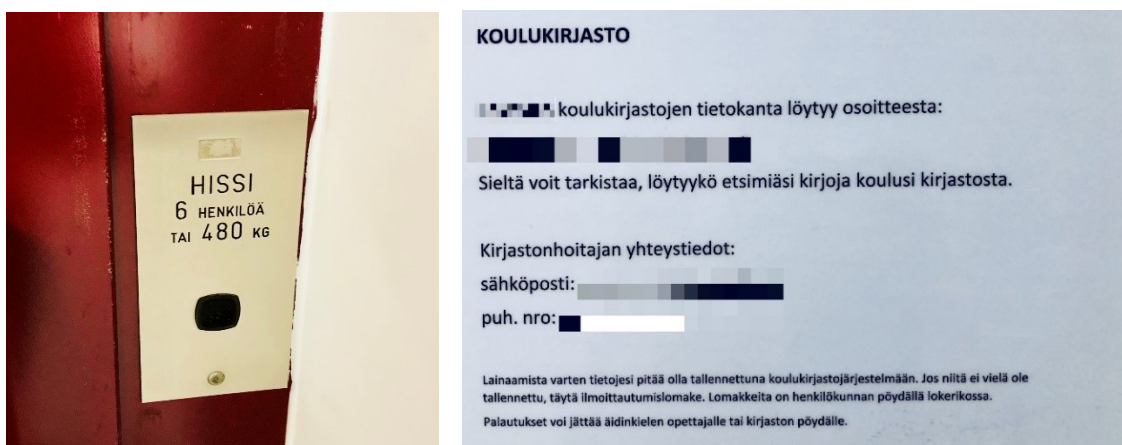 HISSI
6 HENKILÖÄ
TAI 480 KG
KOULUKIRJASTO
koulukirjastojen tietokanta löytyy osoitteesta:
Sieltä voit tarkistaa, löytyykö etsimiäsi kirjoja koulusi kirjastosta.
Kirjastonhoitajan yhteystiedot:
sähköposti:
puh. nro:
Lainaamista varten tietojesi pitää olla tallennettuna koulukirjastojärjestelmään. Jos niitä ei vielä ole
tallennettu, täytä ilmoittautumislomake. Lomakkeita on henkilökunnan pöydällä lokerikossa.
Palautukset voi jättää äidinkielen opettajalle tai kirjaston pöydälle.